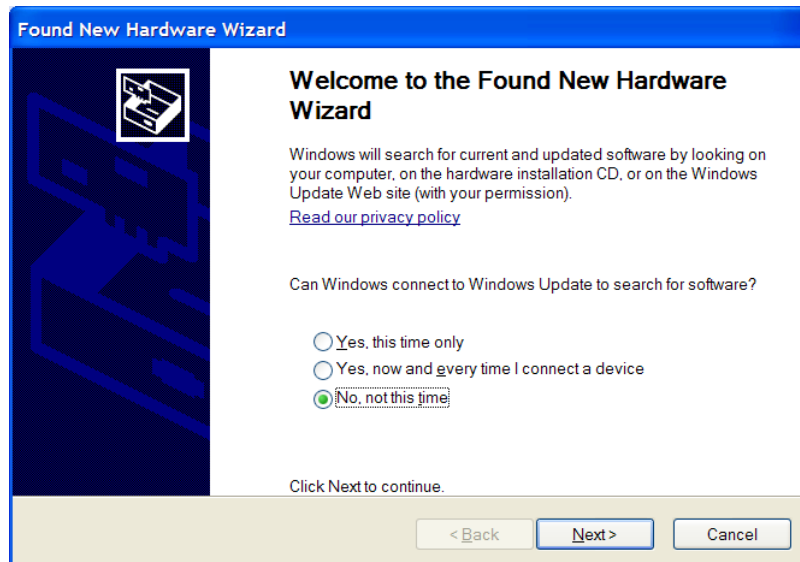 Found New Hardware Wizard
Welcome to the Found New Hardware
Wizard
Windows will search for current and updated software by looking on
your computer, on the hardware installation CD, or on the Windows
Update Web site (with your permission).
Read our privacy policy
Can Windows connect to Windows Update to search for software?
Yes, this time only
Yes, now and every time I connect a device
No, not this time
Click Next to continue.
< Back
Next >
Cancel